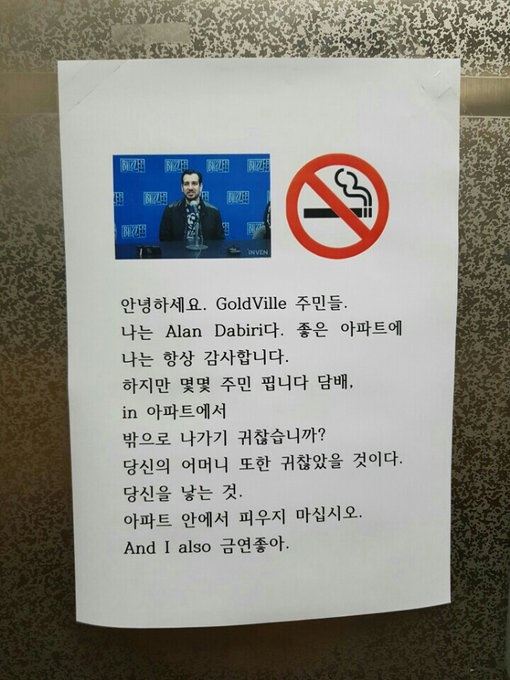 BLIZZARD
INVEN
안녕하세요. GoldVille 주민들.
나는 Alan Dabiri다. 좋은 아파트에
나는 항상 감사합니다.
하지만 몇몇 주민 핍니다 담배,
in 아파트에서
밖으로 나가기 귀찮습니까?
당신의 어머니 또한 귀찮았을 것이다.
당신을 낳는 것.
아파트 안에서 피우지 마십시오.
And I also 금연좋아.